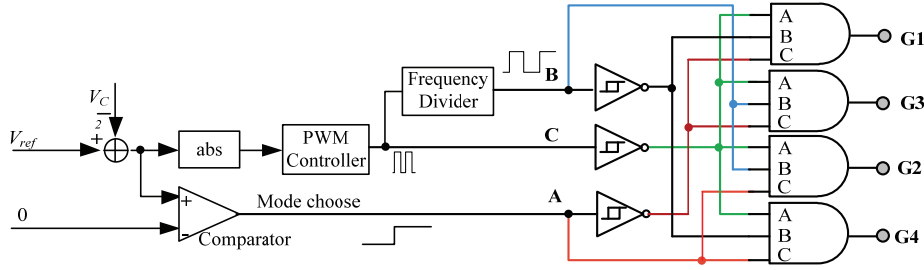 A
B
C
G1
B
Frequency
Divider
V_C
2
−
+
V_ref
abs
PWM
Controller
C
A
B
C
G3
A
B
C
G2
Mode choose
A
+
-
0
Comparator
A
B
C
G4